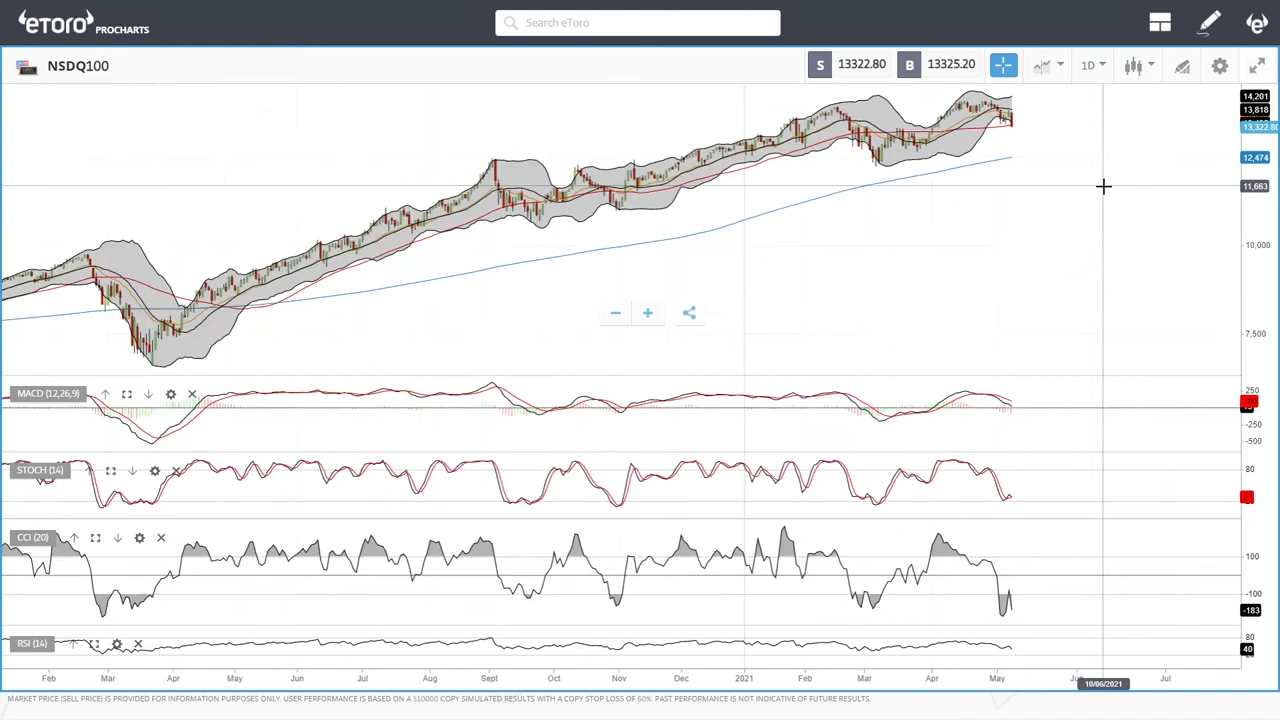 eToro PROCHARTS
Search eToro
NSDQ100
S 13322.80 B 13325.20 1D
14,201
13,818
13,322.80
12,474
11,663
10,000
7,500
MACD (12,26,9)
250
100
-250
-500
STOCH (14)
80
CCI (20)
100
-100
-183
RSI (14)
80
40
Feb Mar Apr May Jun Jul Aug Sept Oct Nov Dec 2021 Feb Mar Apr May Jul
10/06/2021
MARKET PRICE (SELL PRICE) IS PROVIDED FOR INFORMATION PURPOSES ONLY. USER PERFORMANCE IS BASED ON A $10000 COPY SIMULATED RESULTS WITH A COPY STOP LOSS OF 60%. PAST PERFORMANCE IS NOT INDICATIVE OF FUTURE RESULTS.